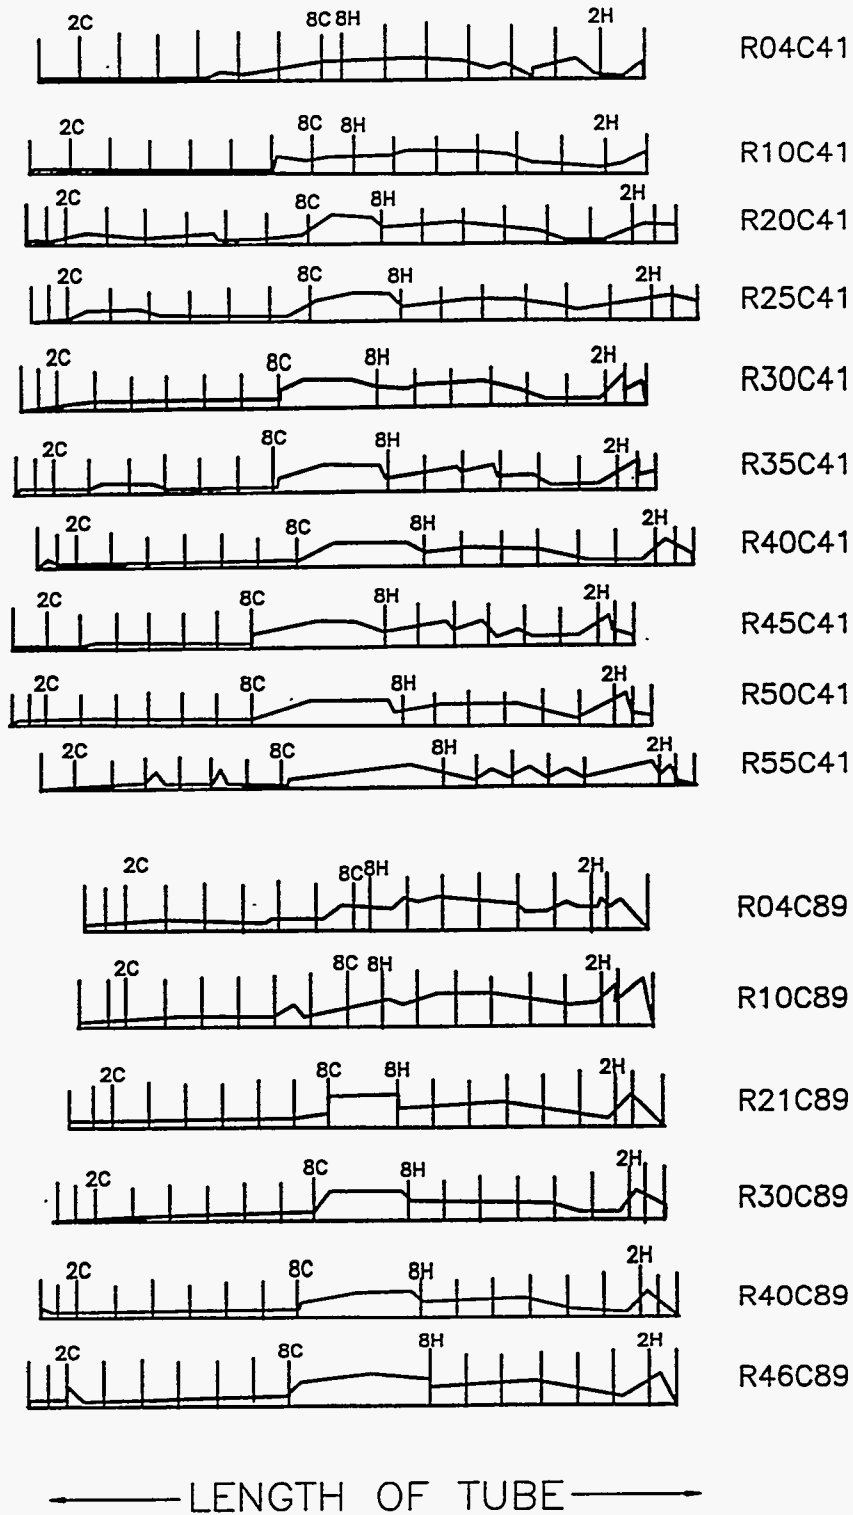 2C 8C 8H 2H R04C41
2C 8C 8H 2H R10C41
2C 8C 8H 2H R20C41
2C 8C 8H 2H R25C41
2C 8C 8H 2H R30C41
2C 8C 8H 2H R35C41
2C 8C 8H 2H R40C41
2C 8C 8H 2H R45C41
2C 8C 8H 2H R50C41
2C 8C 8H 2H R55C41
2C 8C 8H 2H R04C89
2C 8C 8H 2H R10C89
2C 8C 8H 2H R21C89
2C 8C 8H 2H R30C89
2C 8C 8H 2H R40C89
2C 8C 8H 2H R46C89
LENGTH OF TUBE